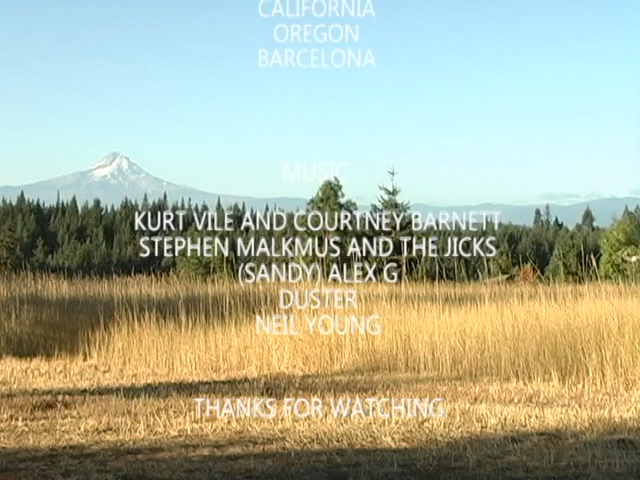 CALIFORNIA
OREGON
BARCELONA
MUSIC
KURT VILE AND COURTNEY BARNETT
STEPHEN MALKMUS AND THE JICKS
(SANDY) ALEX G
DUSTER
NEIL YOUNG
THANKS FOR WATCHING